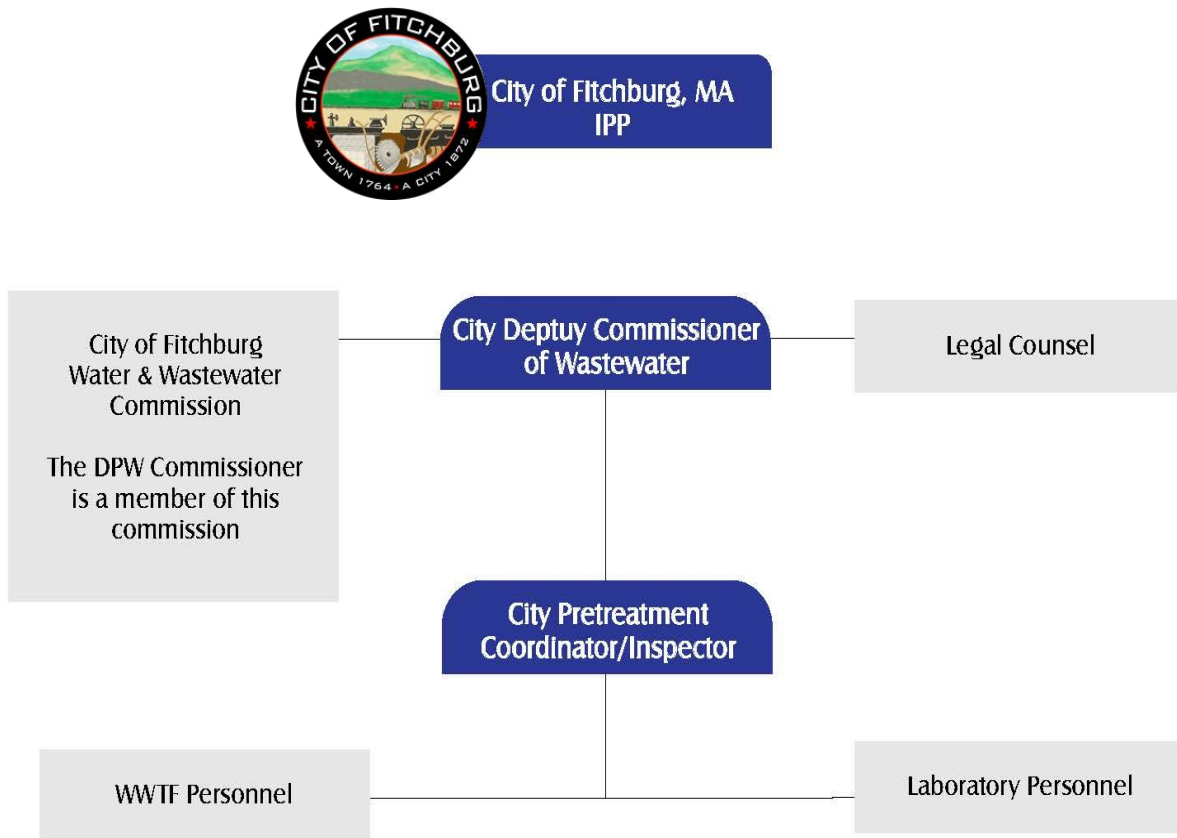 CITY OF FITCHBURG
A TOWN 1764 • A CITY 1872
City of Fitchburg, MA
IPP
City of Fitchburg
Water & Wastewater
Commission
The DPW Commissioner
is a member of this
commission
City Deptuy Commissioner
of Wastewater
Legal Counsel
City Pretreatment
Coordinator/Inspector
WWTF Personnel
Laboratory Personnel